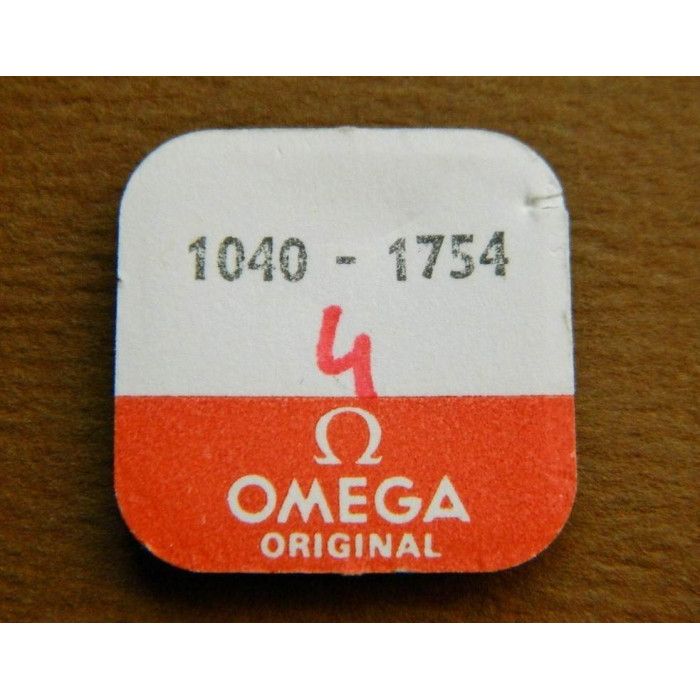 1040 - 1754
4
Ω
OMEGA
ORIGINAL